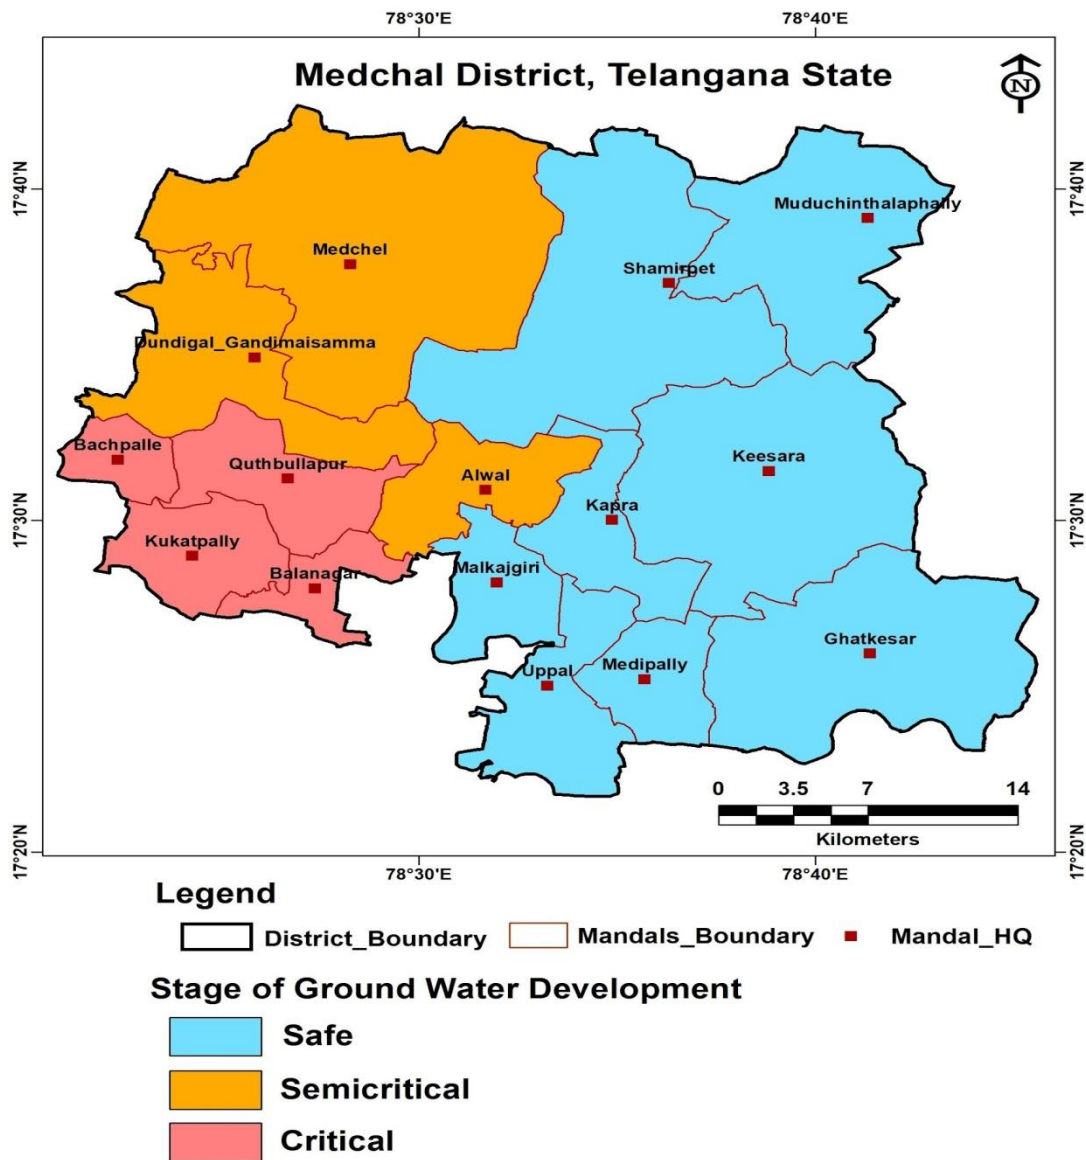 78°30'E 78°40'E
Medchal District, Telangana State
N
17°40'N 17°40'N
Muduchinthalaphally
Medchel
Shamirpet
Dundigal_Gandimaisamma
Bachpalle
Quthbullapur
Alwal
Keesara
Kapra
17°30'N 17°30'N
Kukatpally
Balanagar
Malkajgiri
Ghatkesar
Uppal
Medipally
0 3.5 7 14
Kilometers
17°20'N 17°20'N
78°30'E 78°40'E
Legend
District_Boundary Mandals_Boundary Mandal_HQ
Stage of Ground Water Development
Safe
Semicritical
Critical